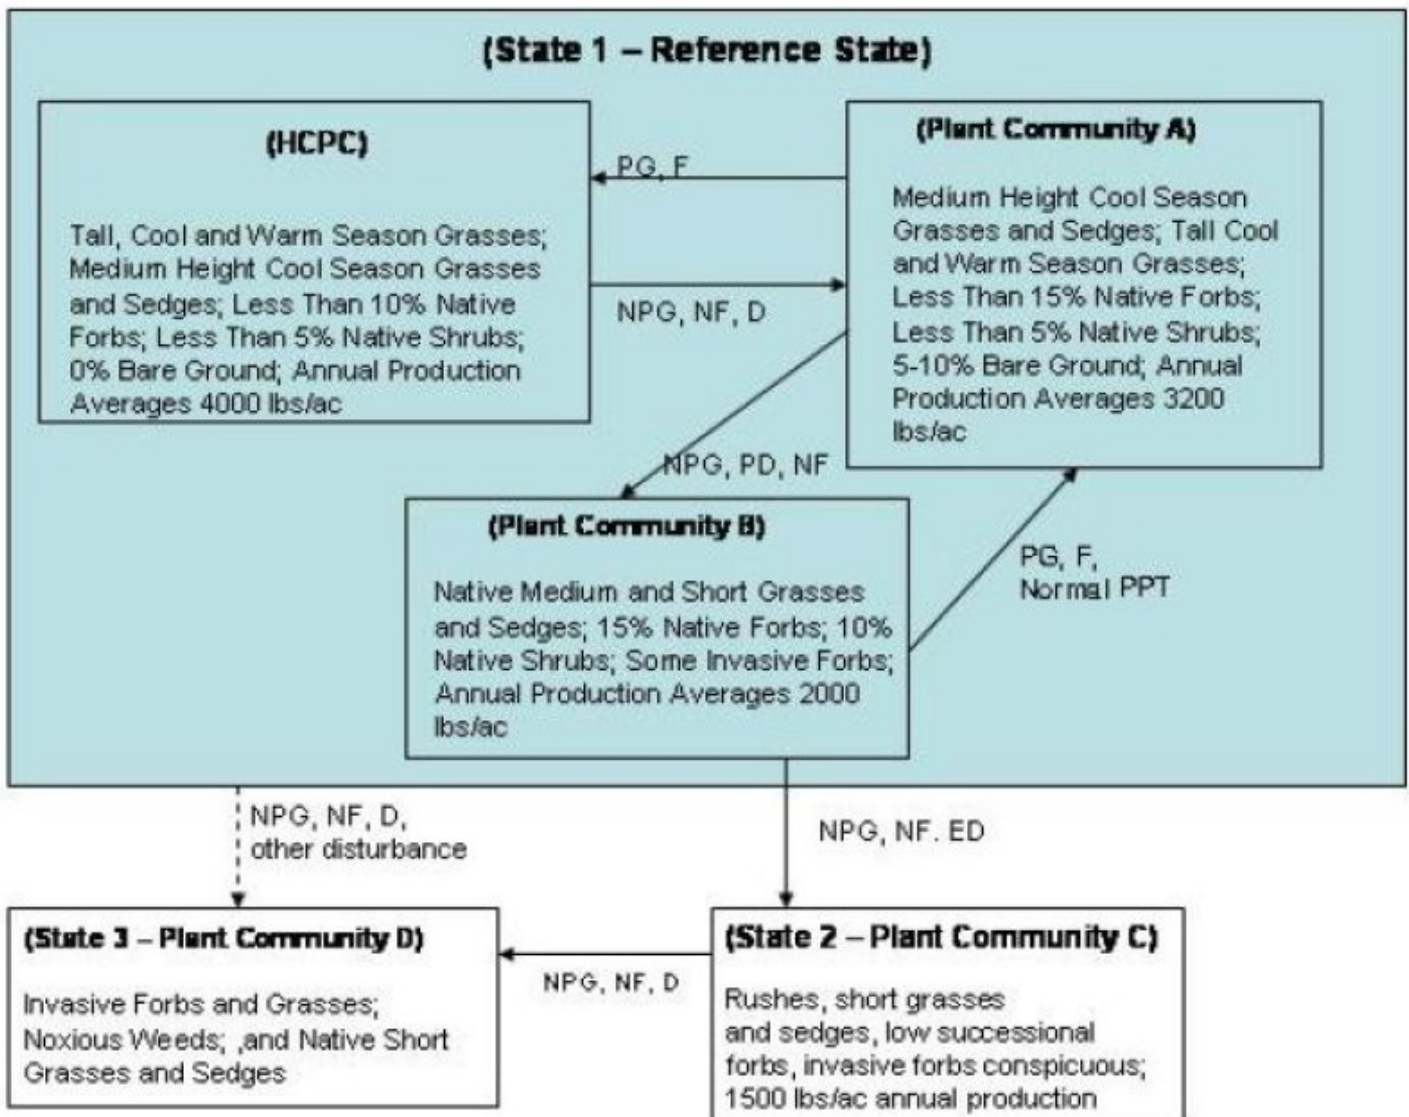 (State 1 – Reference State)
(HCPC)
Tall, Cool and Warm Season Grasses;
Medium Height Cool Season Grasses
and Sedges; Less Than 10% Native
Forbs; Less Than 5% Native Shrubs;
0% Bare Ground; Annual Production
Averages 4000 lbs/ac
PG, F
NPG, NF, D
(Plant Community A)
Medium Height Cool Season
Grasses and Sedges; Tall Cool
and Warm Season Grasses;
Less Than 15% Native Forbs;
Less Than 5% Native Shrubs;
5-10% Bare Ground; Annual
Production Averages 3200
lbs/ac
NPG, PD, NF
(Plant Community B)
Native Medium and Short Grasses
and Sedges; 15% Native Forbs; 10%
Native Shrubs; Some Invasive Forbs;
Annual Production Averages 2000
lbs/ac
PG, F,
Normal PPT
NPG, NF, D,
other disturbance
NPG, NF. ED
(State 3 – Plant Community D)
Invasive Forbs and Grasses;
Noxious Weeds; ,and Native Short
Grasses and Sedges
NPG, NF, D
(State 2 – Plant Community C)
Rushes, short grasses
and sedges, low successional
forbs, invasive forbs conspicuous;
1500 lbs/ac annual production